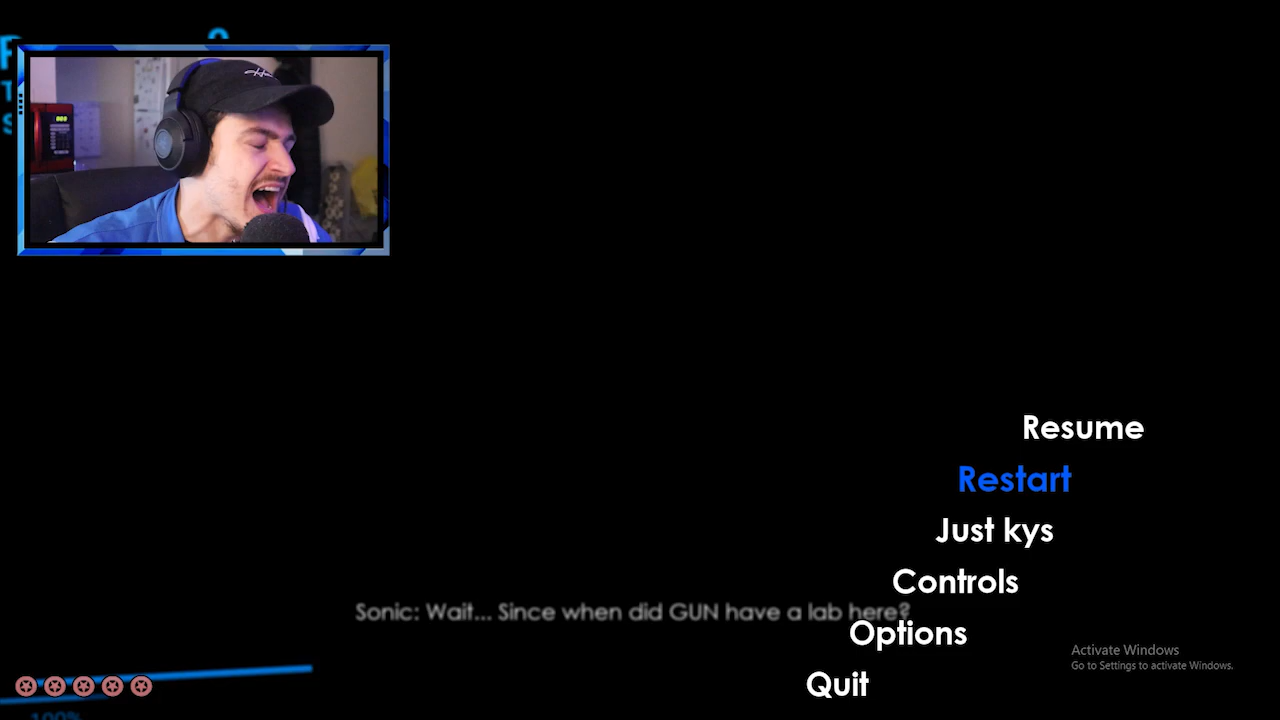 Resume
Restart
Just kys
Controls
Sonic: Wait... Since when did GUN have a lab here?
Options
Activate Windows
Go to Settings to activate Windows.
Quit
100%